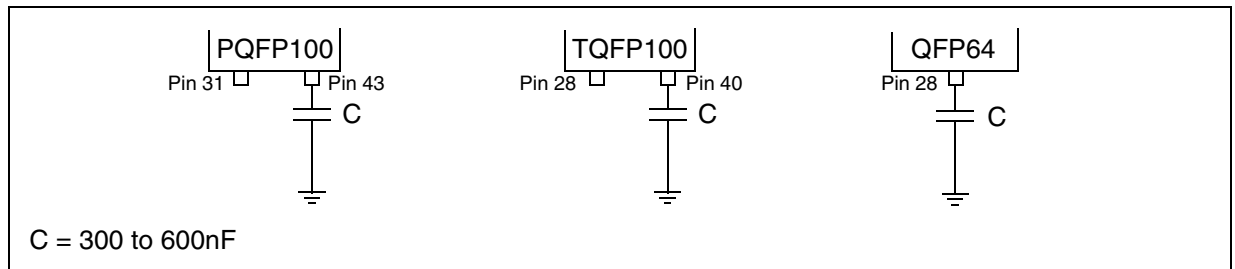 PQFP100
TQFP100
QFP64
Pin 31
Pin 43
Pin 28
Pin 40
Pin 28
C
C
C
C = 300 to 600nF